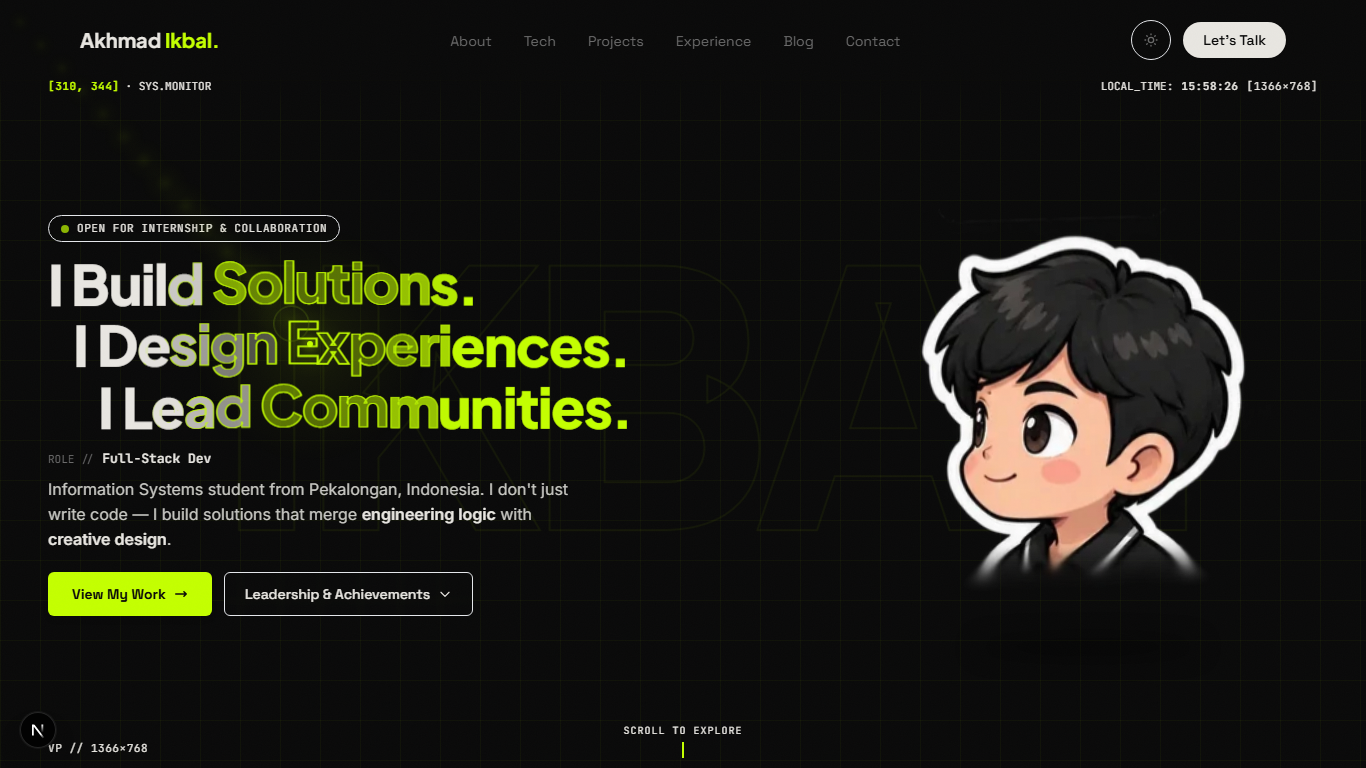 Akhmad Ikbal.
About Tech Projects Experience Blog Contact
Let's Talk
[310, 344] · SYS.MONITOR
LOCAL_TIME: 15:58:26 [1366×768]
OPEN FOR INTERNSHIP & COLLABORATION
I Build Solutions.
I Design Experiences.
I Lead Communities.
IKBAL
ROLE // Full-Stack Dev
Information Systems student from Pekalongan, Indonesia. I don't just
write code — I build solutions that merge engineering logic with
creative design.
View My Work →
Leadership & Achievements
SCROLL TO EXPLORE
N
VP // 1366×768